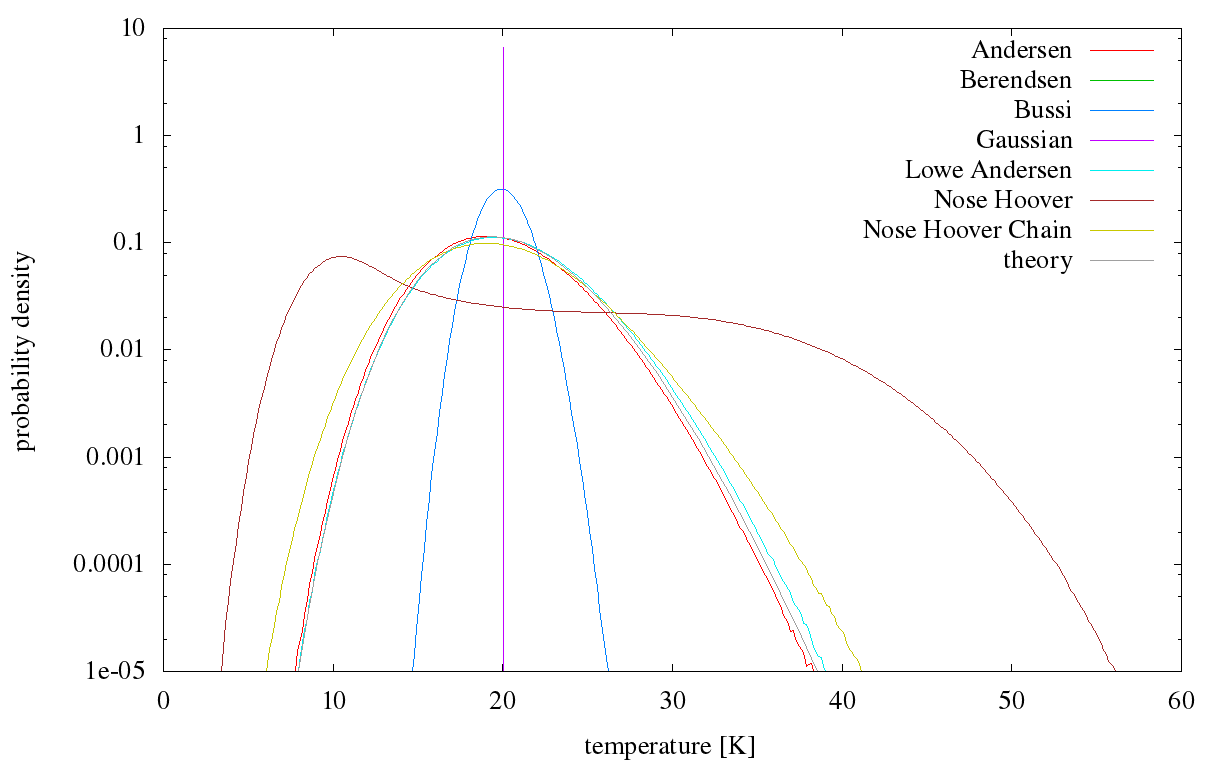 10
1
0.1
0.01
0.001
0.0001
1e-05
probability density
Andersen
Berendsen
Bussi
Gaussian
Lowe Andersen
Nose Hoover
Nose Hoover Chain
theory
0 10 20 30 40 50 60
temperature [K]